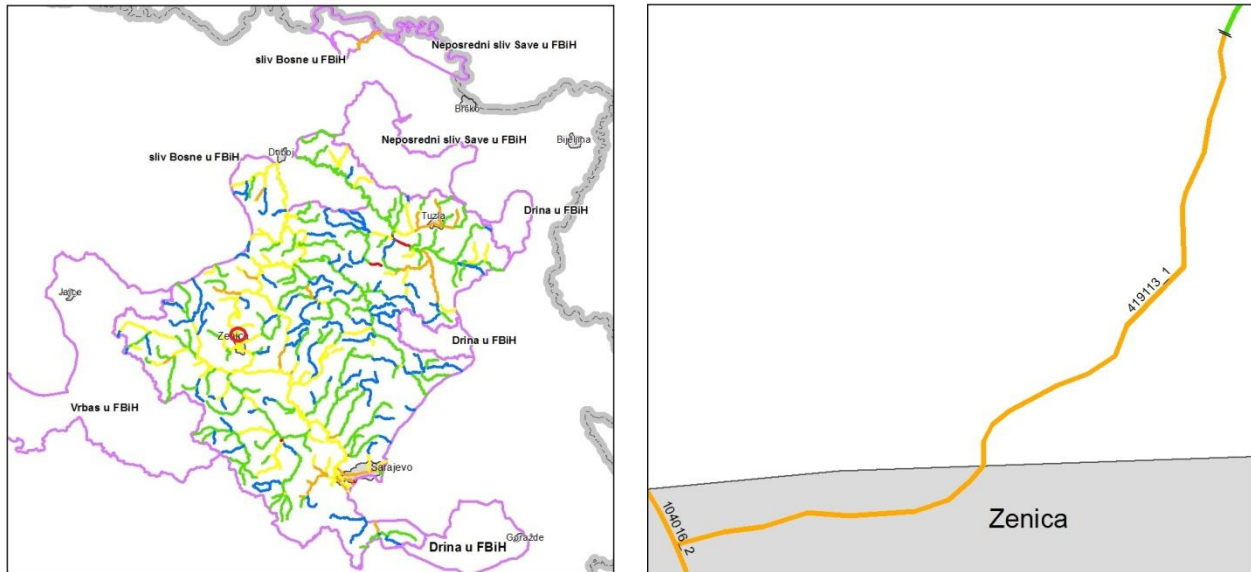 Neposredni sliv Save u FBiH
sliv Bosne u FBiH
Brčko
Bijeljina
Neposredni sliv Save u FBiH
sliv Bosne u FBiH
Doboj
Drina u FBiH
Tuzla
Jajce
Zenica
Drina u FBiH
Vrbas u FBiH
Sarajevo
Drina u FBiH
Goražde
419113_1
104016_2
Zenica